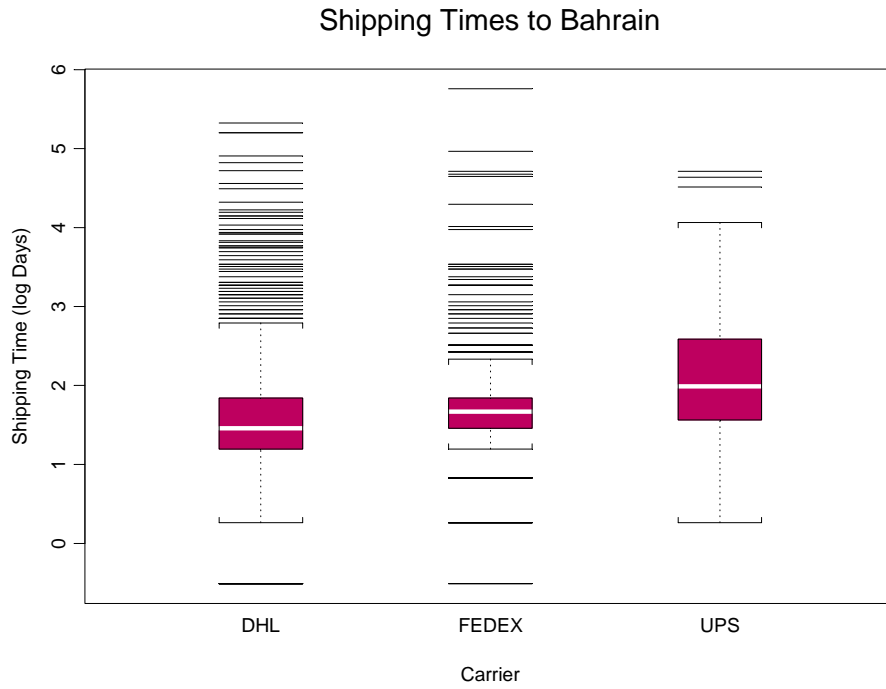 Shipping Times to Bahrain
6
5
4
3
2
1
0
Shipping Time (log Days)
DHL FEDEX UPS
Carrier